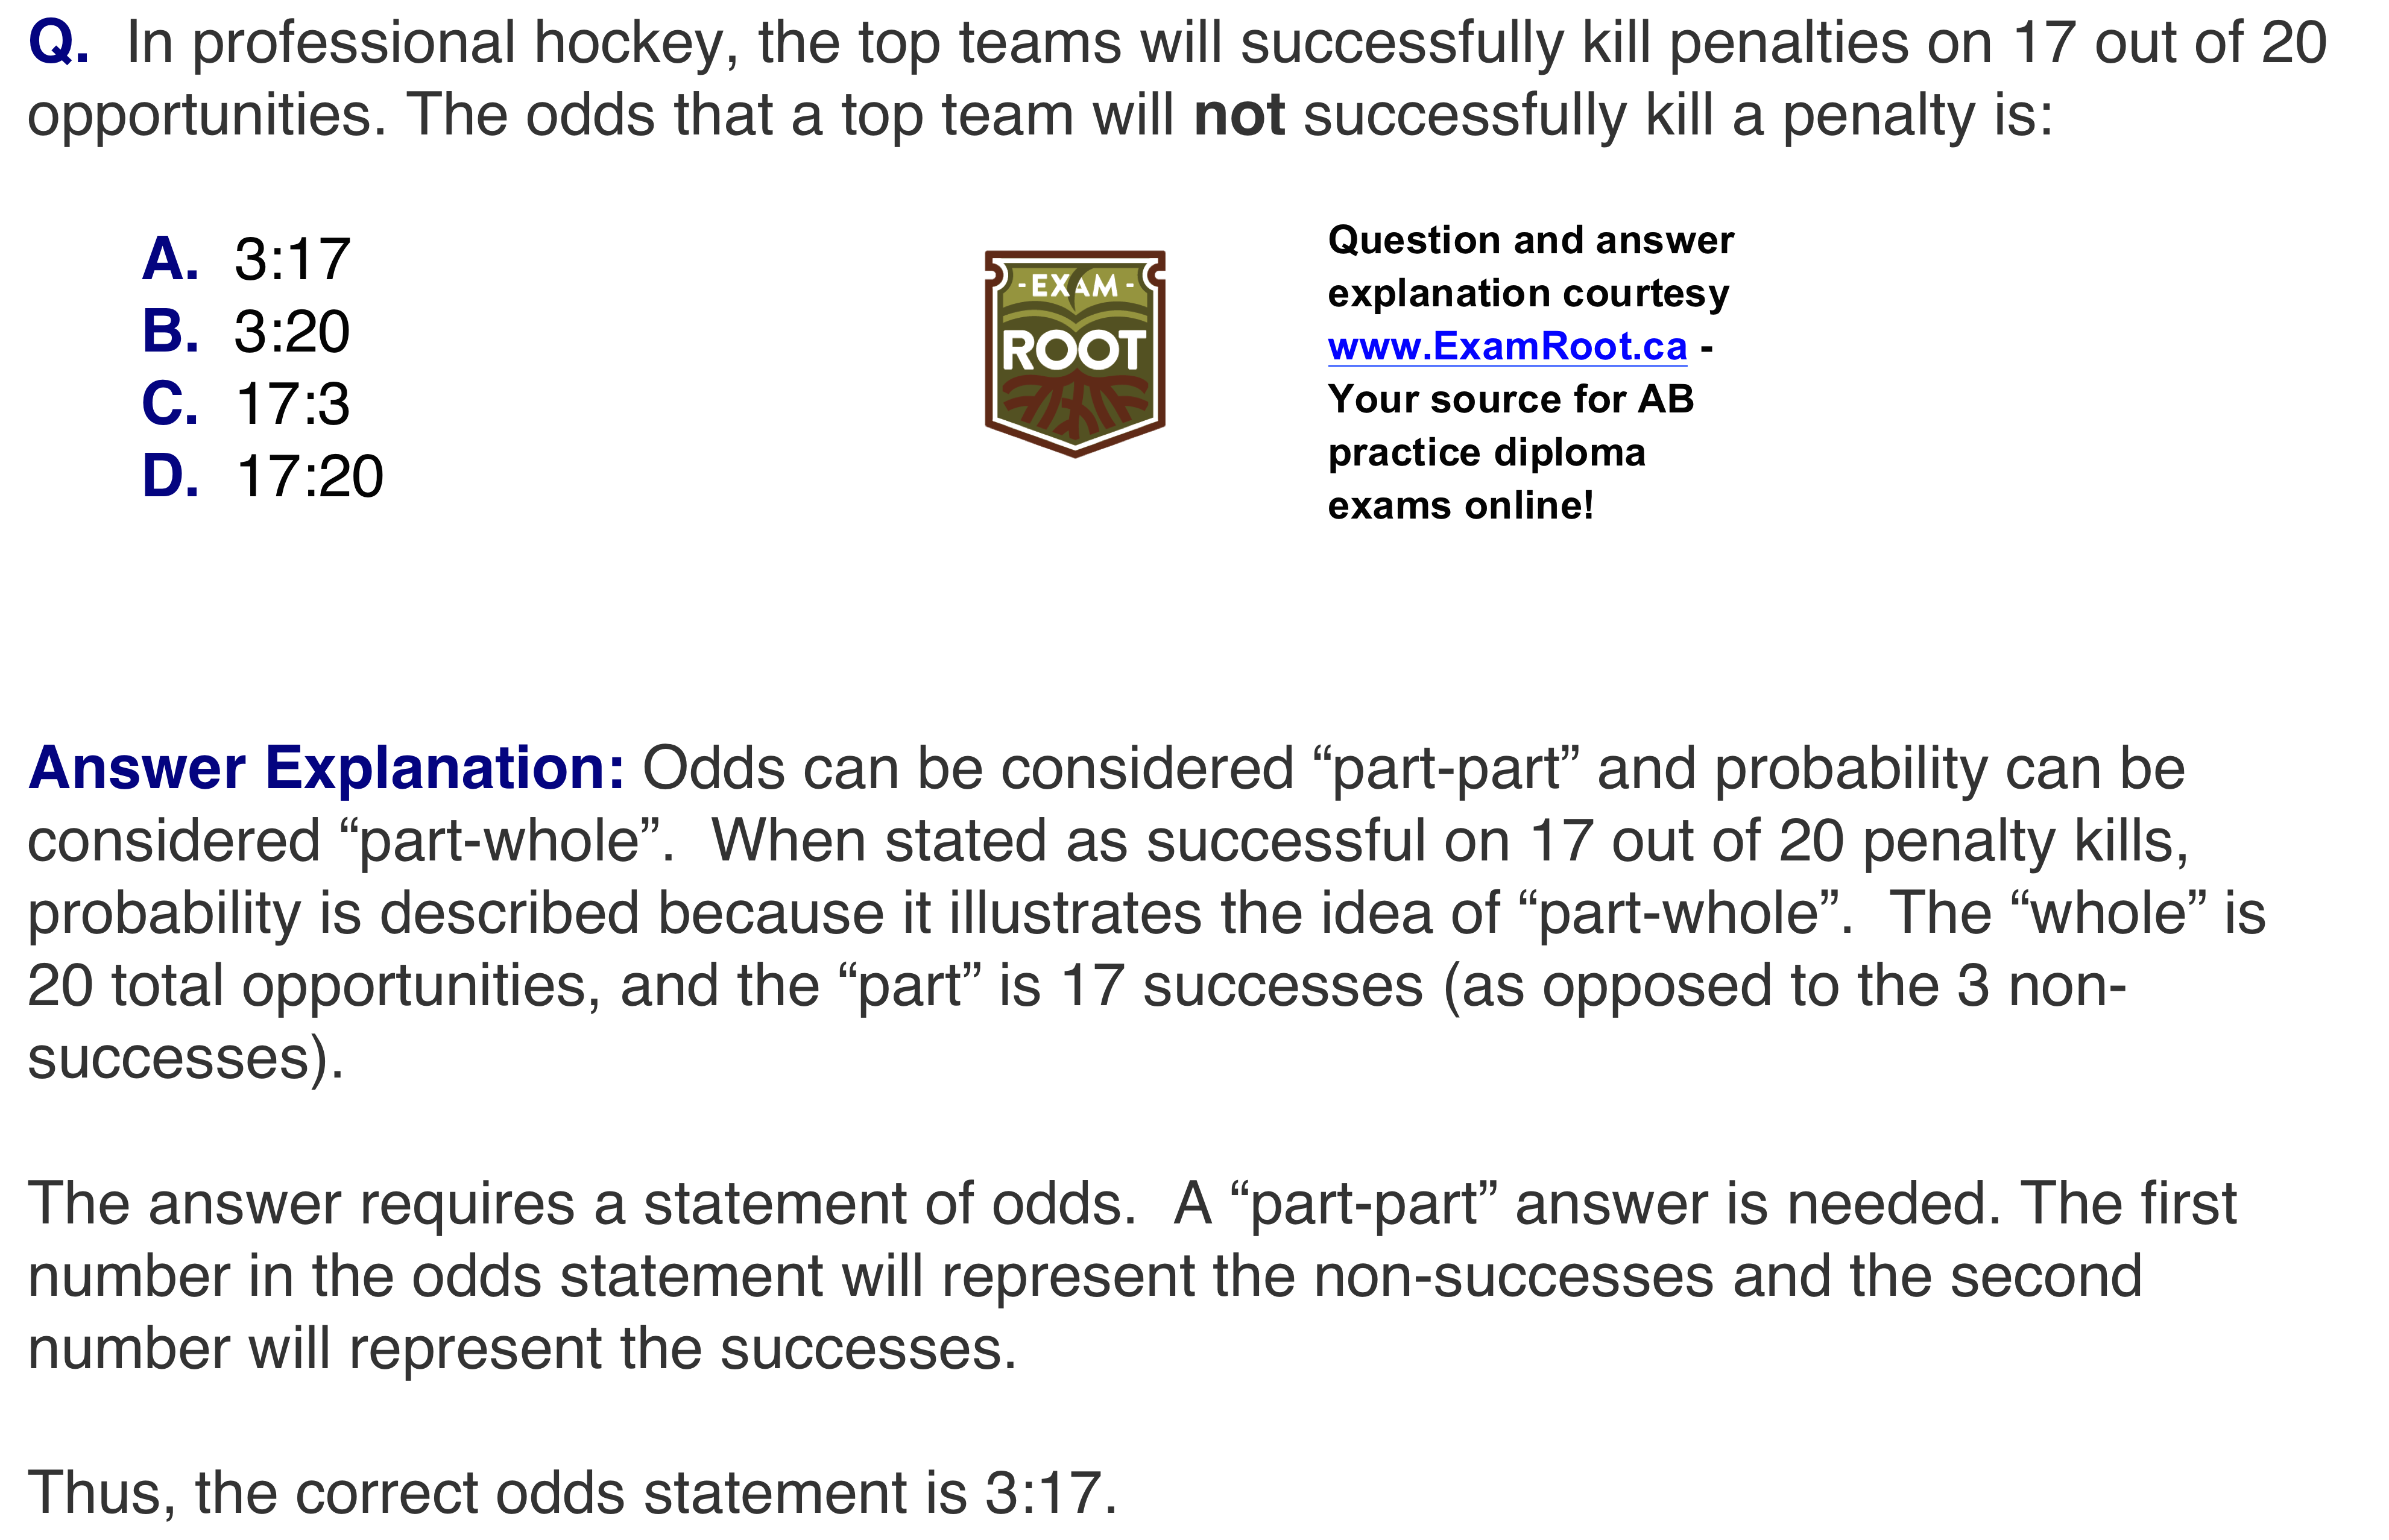 Q. In professional hockey, the top teams will successfully kill penalties on 17 out of 20
opportunities. The odds that a top team will not successfully kill a penalty is:
A. 3:17
B. 3:20
C. 17:3
D. 17:20
- EXAM -
ROOT
Question and answer
explanation courtesy
www.ExamRoot.ca -
Your source for AB
practice diploma
exams online!
Answer Explanation: Odds can be considered “part-part” and probability can be
considered “part-whole”. When stated as successful on 17 out of 20 penalty kills,
probability is described because it illustrates the idea of “part-whole”. The “whole” is
20 total opportunities, and the “part” is 17 successes (as opposed to the 3 non-
successes).
The answer requires a statement of odds. A “part-part” answer is needed. The first
number in the odds statement will represent the non-successes and the second
number will represent the successes.
Thus, the correct odds statement is 3:17.